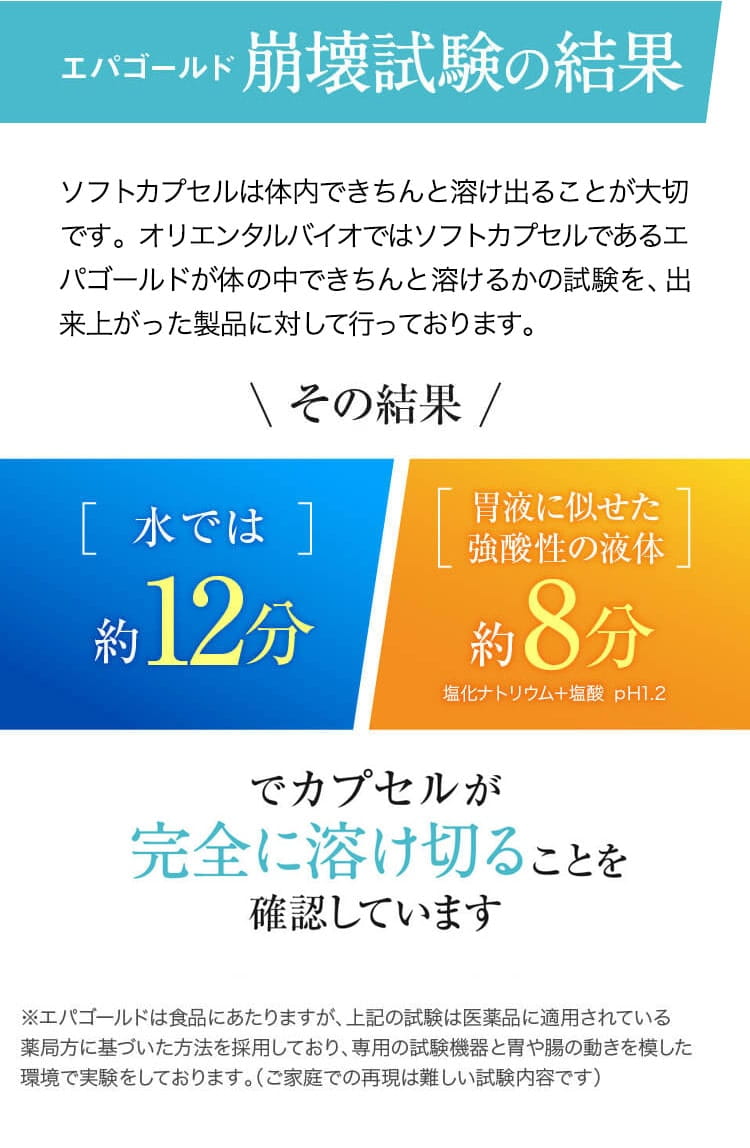 エパゴールド 崩壊試験の結果
ソフトカプセルは体内できちんと溶け出ることが大切
です。オリエンタルバイオではソフトカプセルであるエ
パゴールドが体の中できちんと溶けるかの試験を、出
来上がった製品に対して行っております。
\ その結果 /
[ 水では ]
約12分
[ 胃液に似せた
強酸性の液体 ]
約8分
塩化ナトリウム+塩酸 pH1.2
でカプセルが
完全に溶け切ることを
確認しています
※エパゴールドは食品にあたりますが、上記の試験は医薬品に適用されている
薬局方に基づいた方法を採用しており、専用の試験機器と胃や腸の動きを模した
環境で実験をしております。(ご家庭での再現は難しい試験内容です)